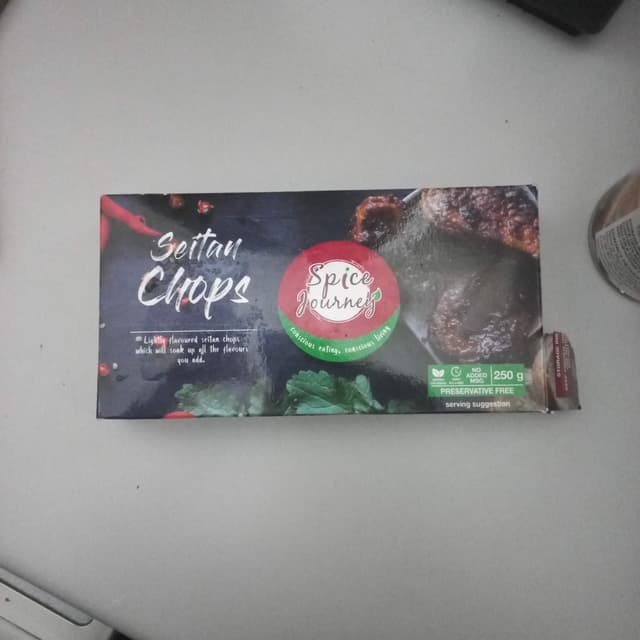 Seitan
Chops
Lightly flavoured seitan chops
which will soak up all the flavours
you add.
Spice
Journey
conscious eating, conscious living
NO
ADDED
MSG
250 g
PRESERVATIVE FREE
serving suggestion